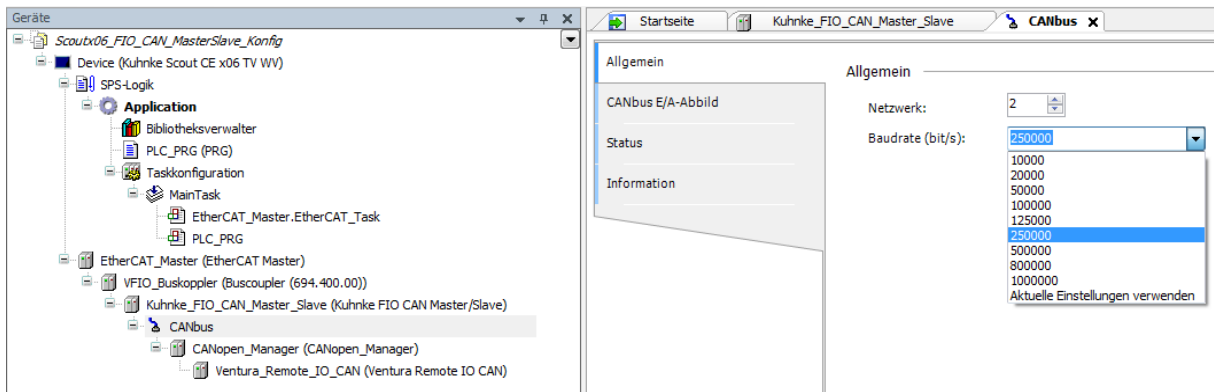 Geräte
Scoutx06_FIO_CAN_MasterSlave_Konfig
Device (Kuhnke Scout CE x06 TV WV)
SPS-Logik
Application
Bibliotheksverwalter
PLC_PRG (PRG)
Taskkonfiguration
MainTask
EtherCAT_Master.EtherCAT_Task
PLC_PRG
EtherCAT_Master (EtherCAT Master)
VFIO_Buskoppler (Buscoupler (694.400.00))
Kuhnke_FIO_CAN_Master_Slave (Kuhnke FIO CAN Master/Slave)
CANbus
CANopen_Manager (CANopen_Manager)
Ventura_Remote_IO_CAN (Ventura Remote IO CAN)
Startseite Kuhnke_FIO_CAN_Master_Slave CANbus
Allgemein
CANbus E/A-Abbild
Status
Information
Allgemein
Netzwerk: 2
Baudrate (bit/s): 250000
10000
20000
50000
100000
125000
250000
500000
800000
1000000
Aktuelle Einstellungen verwenden